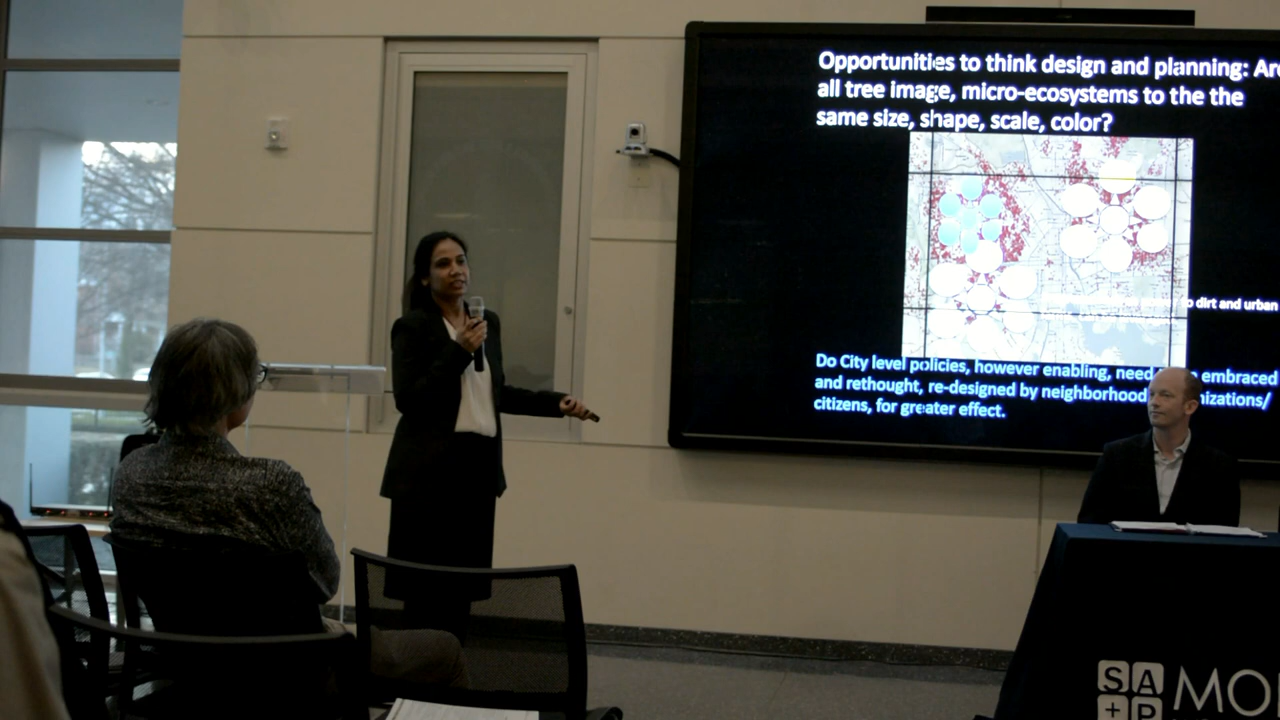 Opportunities to think design and planning: Are
all tree image, micro-ecosystems to the the
same size, shape, scale, color?
to dirt and urban
Do City level policies, however enabling, need embraced
and rethought, re-designed by neighborhood
citizens, for greater effect.
SA
+P
MO